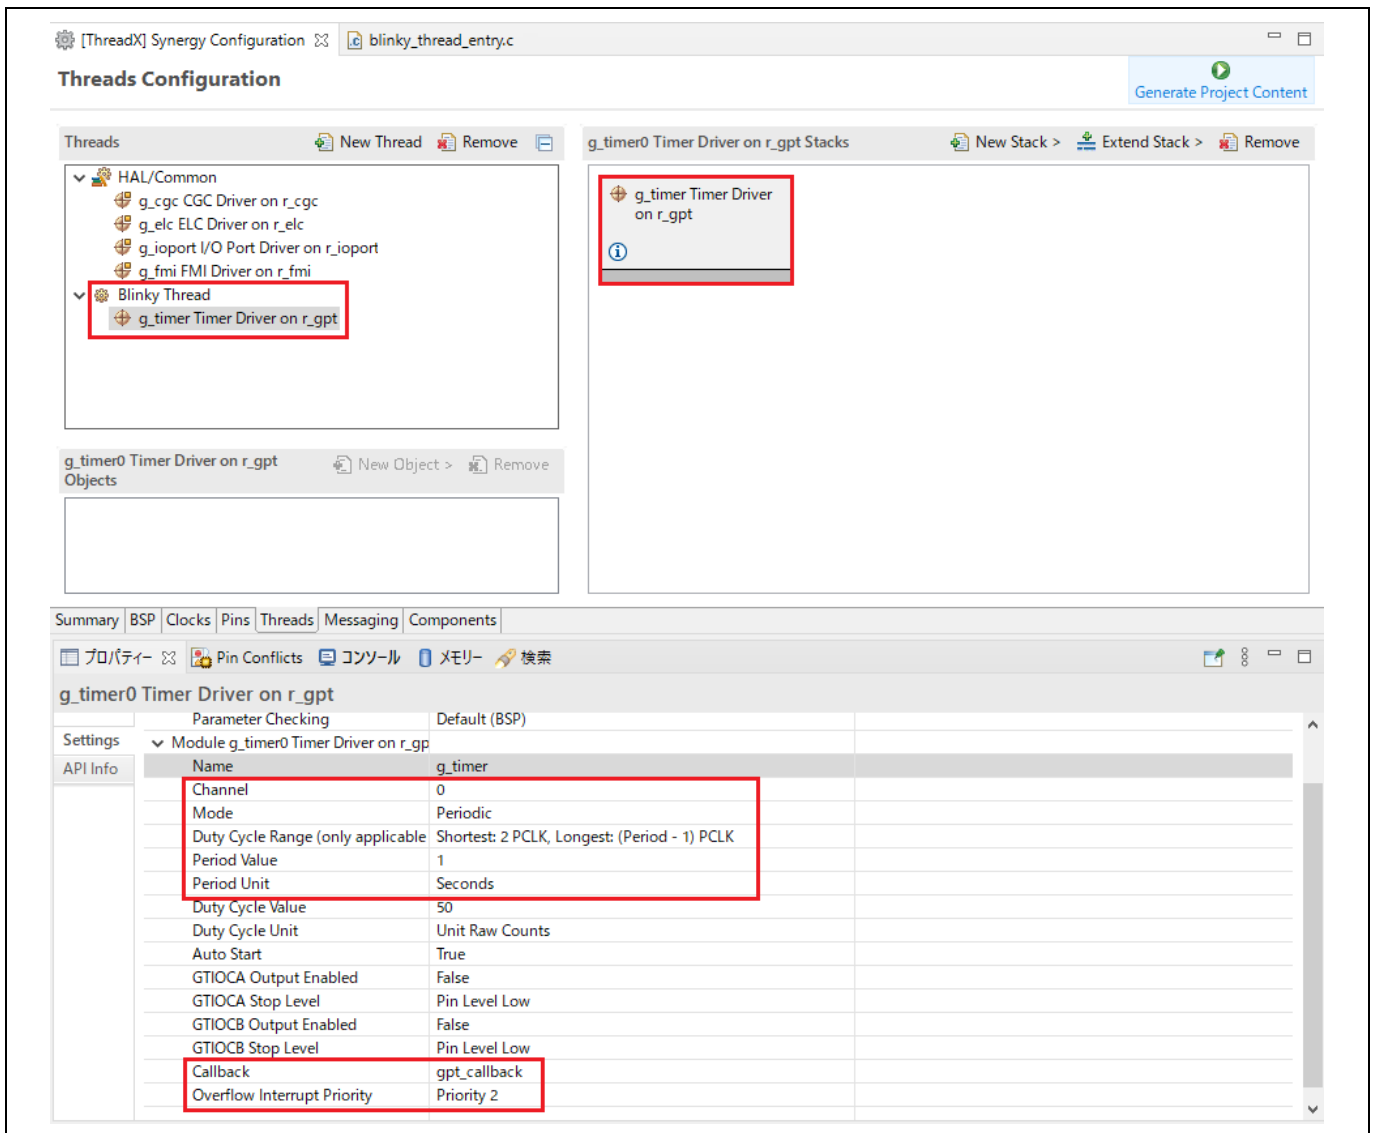 [ThreadX] Synergy Configuration
blinky_thread_entry.c
Threads Configuration
Generate Project Content
Threads
New Thread
Remove
g_timer0 Timer Driver on r_gpt Stacks
New Stack >
Extend Stack >
Remove
HAL/Common
g_cgc CGC Driver on r_cgc
g_elc ELC Driver on r_elc
g_ioport I/O Port Driver on r_ioport
g_fmi FMI Driver on r_fmi
Blinky Thread
g_timer Timer Driver on r_gpt
g_timer Timer Driver
on r_gpt
g_timer0 Timer Driver on r_gpt
Objects
New Object >
Remove
Summary BSP Clocks Pins Threads Messaging Components
プロパティー Pin Conflicts コンソール メモリー 検索
g_timer0 Timer Driver on r_gpt
Settings
API Info
Parameter Checking Default (BSP)
Module g_timer0 Timer Driver on r_gp
Name g_timer
Channel 0
Mode Periodic
Duty Cycle Range (only applicable Shortest: 2 PCLK, Longest: (Period - 1) PCLK
Period Value 1
Period Unit Seconds
Duty Cycle Value 50
Duty Cycle Unit Unit Raw Counts
Auto Start True
GTIOCA Output Enabled False
GTIOCA Stop Level Pin Level Low
GTIOCB Output Enabled False
GTIOCB Stop Level Pin Level Low
Callback gpt_callback
Overflow Interrupt Priority Priority 2